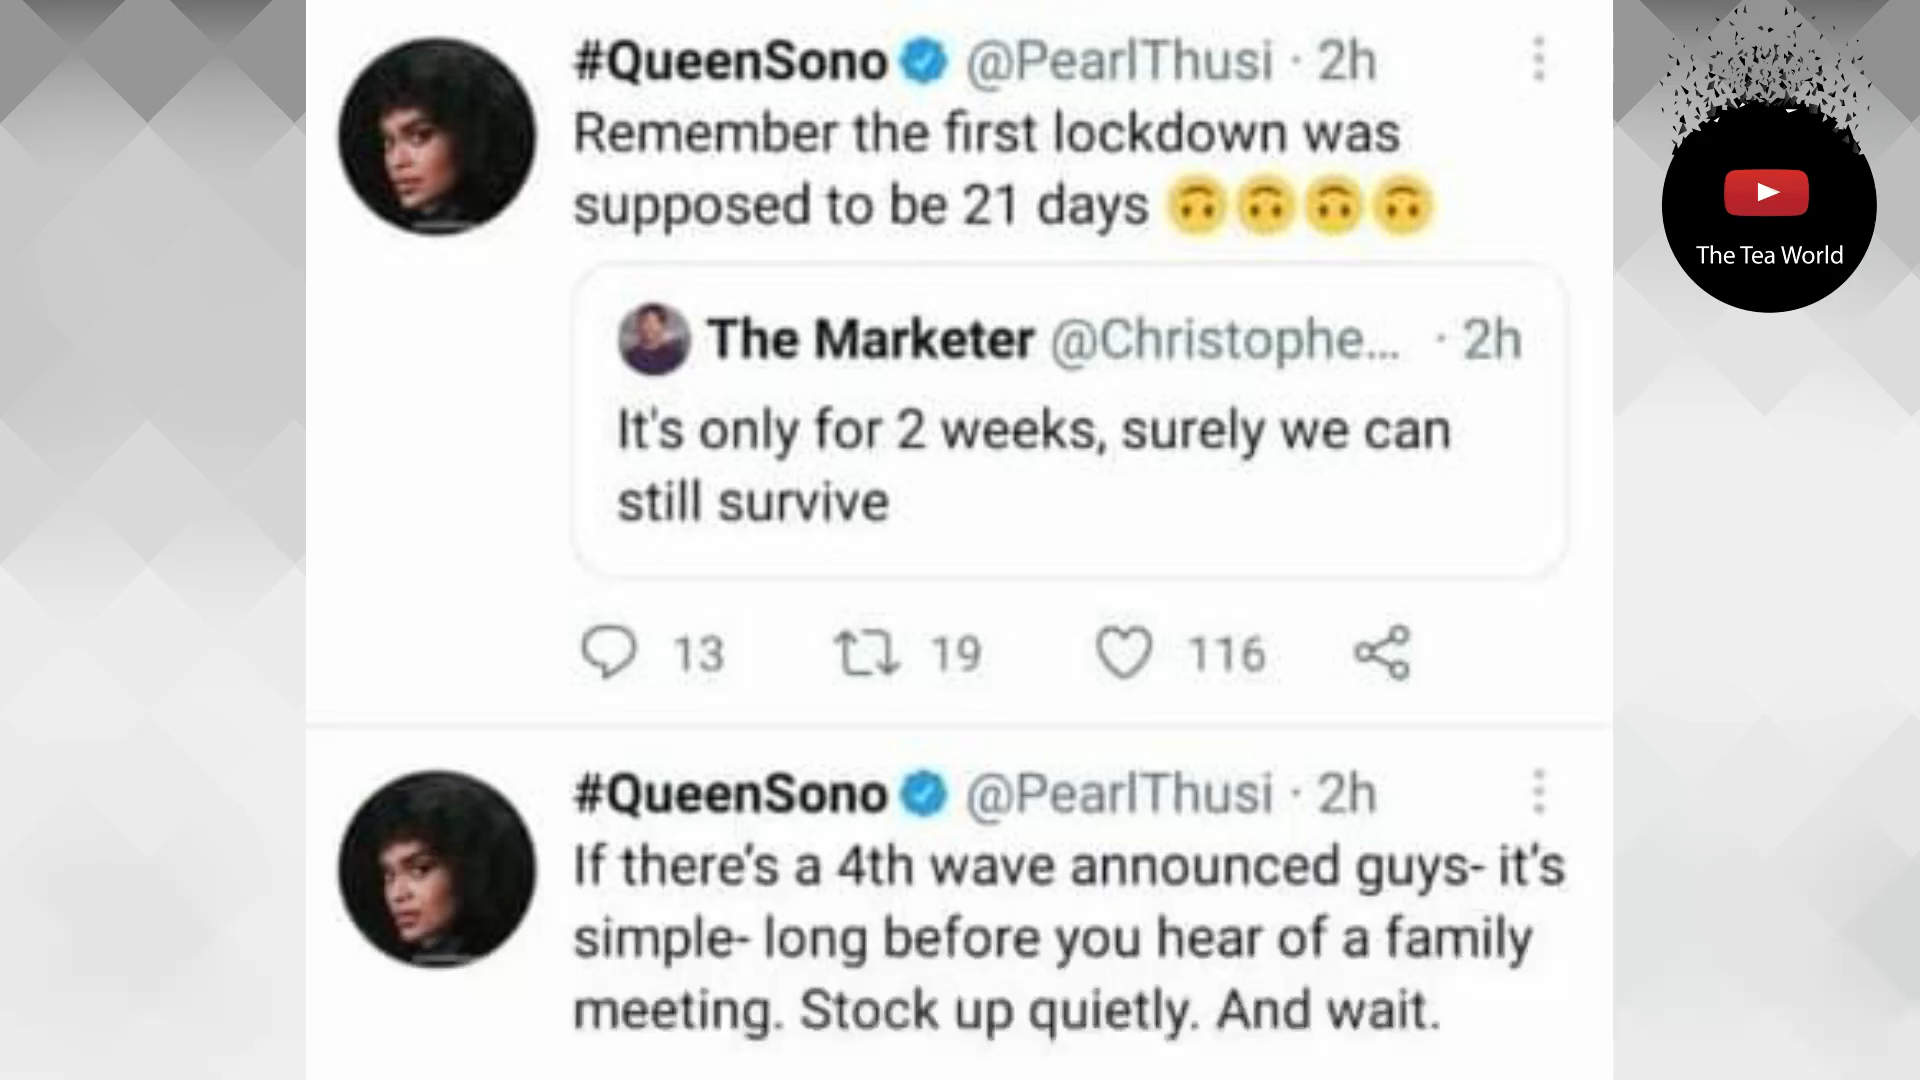 #QueenSono @PearlThusi · 2h
Remember the first lockdown was
supposed to be 21 days 🙃🙃🙃🙃
The Marketer @Christophe... · 2h
It's only for 2 weeks, surely we can
still survive
13 19 116
#QueenSono @PearlThusi · 2h
If there's a 4th wave announced guys- it's
simple- long before you hear of a family
meeting. Stock up quietly. And wait.
The Tea World